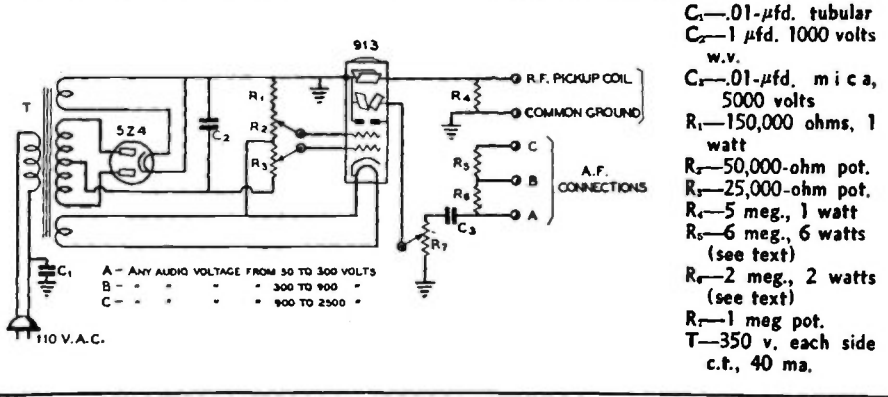 913
T
5Z4
R₁
R₂
R₃
C₂
R₄
R.F. PICKUP COIL
COMMON GROUND
R₅
R₆
C
B
A
A.F.
CONNECTIONS
C₃
R₇
C₁
110 V.A.C.
A - ANY AUDIO VOLTAGE FROM 50 TO 300 VOLTS
B - " " " " 300 TO 900 "
C - " " " " 900 TO 2500 "
C₁—.01-μfd. tubular
C₂—1 μfd. 1000 volts
w.v.
C₃—.01-μfd. mica,
5000 volts
R₁—150,000 ohms, 1
watt
R₂—50,000-ohm pot.
R₃—25,000-ohm pot.
R₄—5 meg., 1 watt
R₅—6 meg., 6 watts
(see text)
R₆—2 meg., 2 watts
(see text)
R₇—1 meg pot.
T—350 v. each side
c.t., 40 ma.